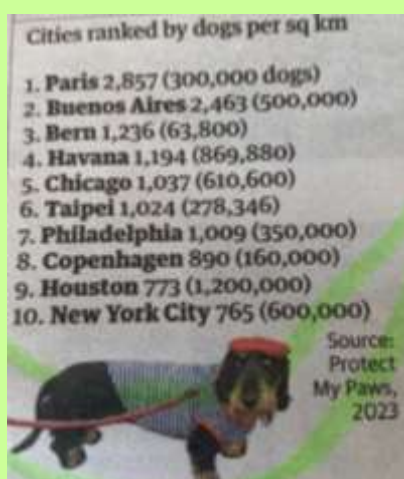 Cities ranked by dogs per sq km
1. Paris 2,857 (300,000 dogs)
2. Buenos Aires 2,463 (500,000)
3. Bern 1,236 (63,800)
4. Havana 1,194 (869,880)
5. Chicago 1,037 (610,600)
6. Taipei 1,024 (278,346)
7. Philadelphia 1,009 (350,000)
8. Copenhagen 890 (160,000)
9. Houston 773 (1,200,000)
10. New York City 765 (600,000)
Source:
Protect
My Paws,
2023